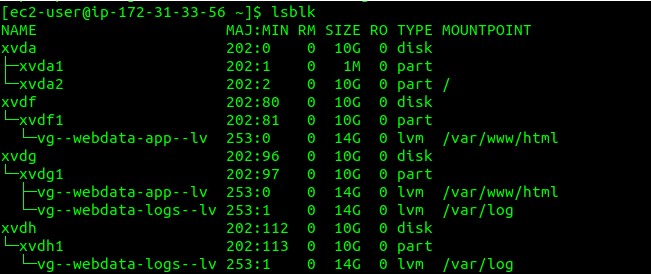 [ec2-user@ip-172-31-33-56 ~]$ lsblk
NAME                      MAJ:MIN RM  SIZE RO TYPE MOUNTPOINT
xvda                      202:0    0   10G  0 disk
├─xvda1                   202:1    0    1M  0 part
└─xvda2                   202:2    0   10G  0 part /
xvdf                      202:80   0   10G  0 disk
└─xvdf1                   202:81   0   10G  0 part
  └─vg--webdata-app--lv   253:0    0   14G  0 lvm  /var/www/html
xvdg                      202:96   0   10G  0 disk
└─xvdg1                   202:97   0   10G  0 part
  ├─vg--webdata-app--lv   253:0    0   14G  0 lvm  /var/www/html
  └─vg--webdata-logs--lv  253:1    0   14G  0 lvm  /var/log
xvdh                      202:112  0   10G  0 disk
└─xvdh1                   202:113  0   10G  0 part
  └─vg--webdata-logs--lv  253:1    0   14G  0 lvm  /var/log